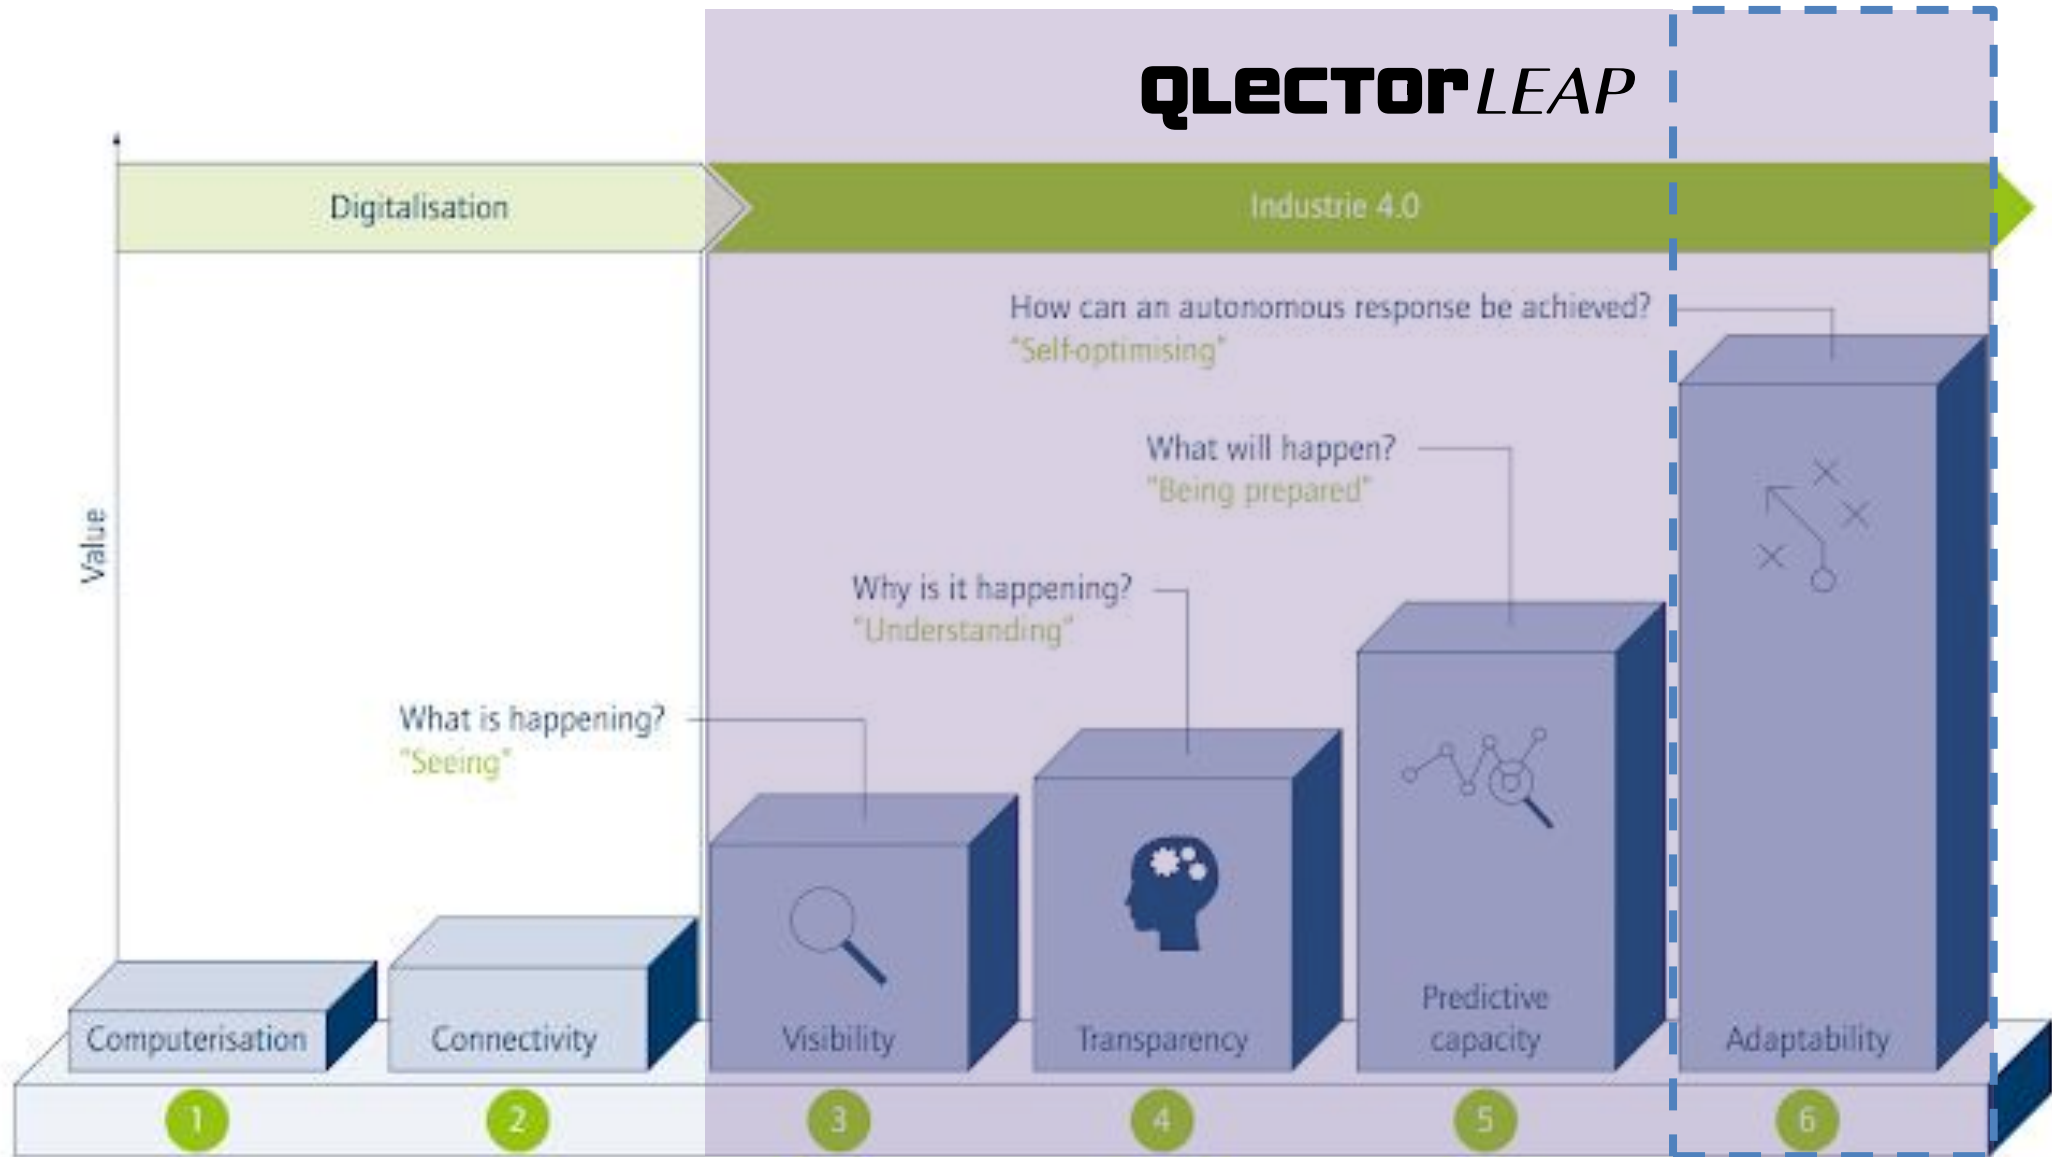 QLECTOR LEAP
Digitalisation
Industrie 4.0
How can an autonomous response be achieved?
"Self-optimising"
What will happen?
"Being prepared"
Why is it happening?
"Understanding"
What is happening?
"Seeing"
Value
Computerisation
Connectivity
Visibility
Transparency
Predictive
capacity
Adaptability
1
2
3
4
5
6